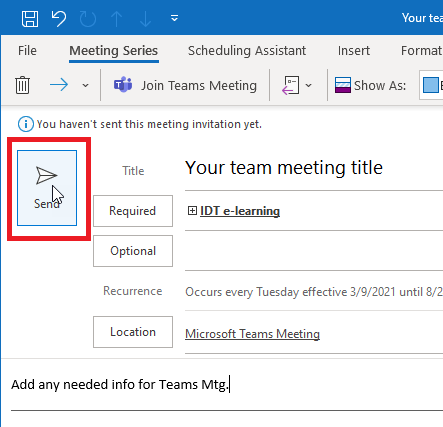 Your tea
File Meeting Series Scheduling Assistant Insert Format
Join Teams Meeting Show As: B
You haven't sent this meeting invitation yet.
Send
Title Your team meeting title
Required IDT e-learning
Optional
Recurrence Occurs every Tuesday effective 3/9/2021 until 8/2
Location Microsoft Teams Meeting
Add any needed info for Teams Mtg.